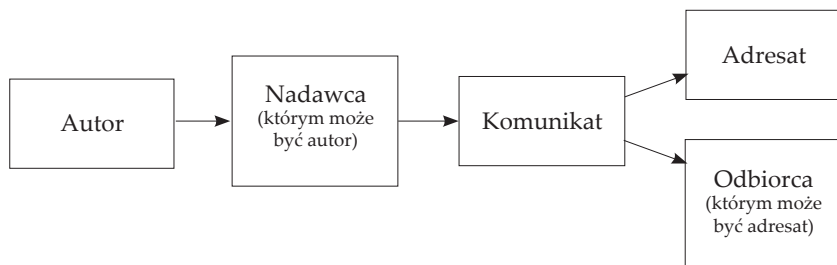 Autor
Nadawca
(którym może
być autor)
Komunikat
Adresat
Odbiorca
(którym może
być adresat)